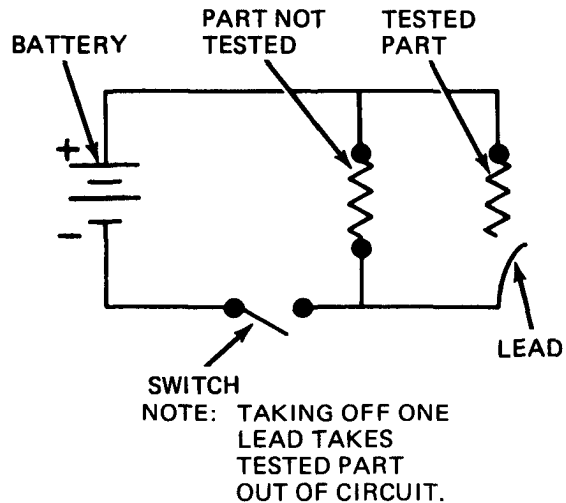 PART NOT
TESTED
TESTED
PART
BATTERY
+
-
LEAD
SWITCH
NOTE: TAKING OFF ONE
LEAD TAKES
TESTED PART
OUT OF CIRCUIT.